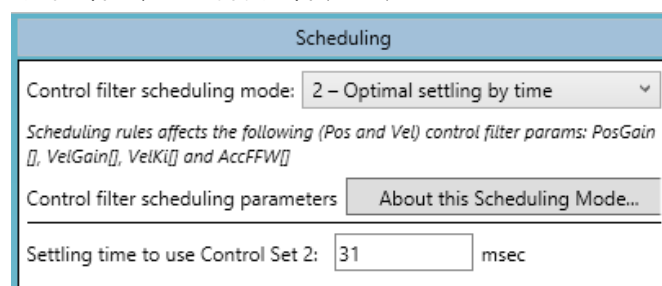 Scheduling
Control filter scheduling mode: 2 – Optimal settling by time
Scheduling rules affects the following (Pos and Vel) control filter params: PosGain
[], VelGain[], VelKi[] and AccFFW[]
Control filter scheduling parameters About this Scheduling Mode...
Settling time to use Control Set 2: 31 msec